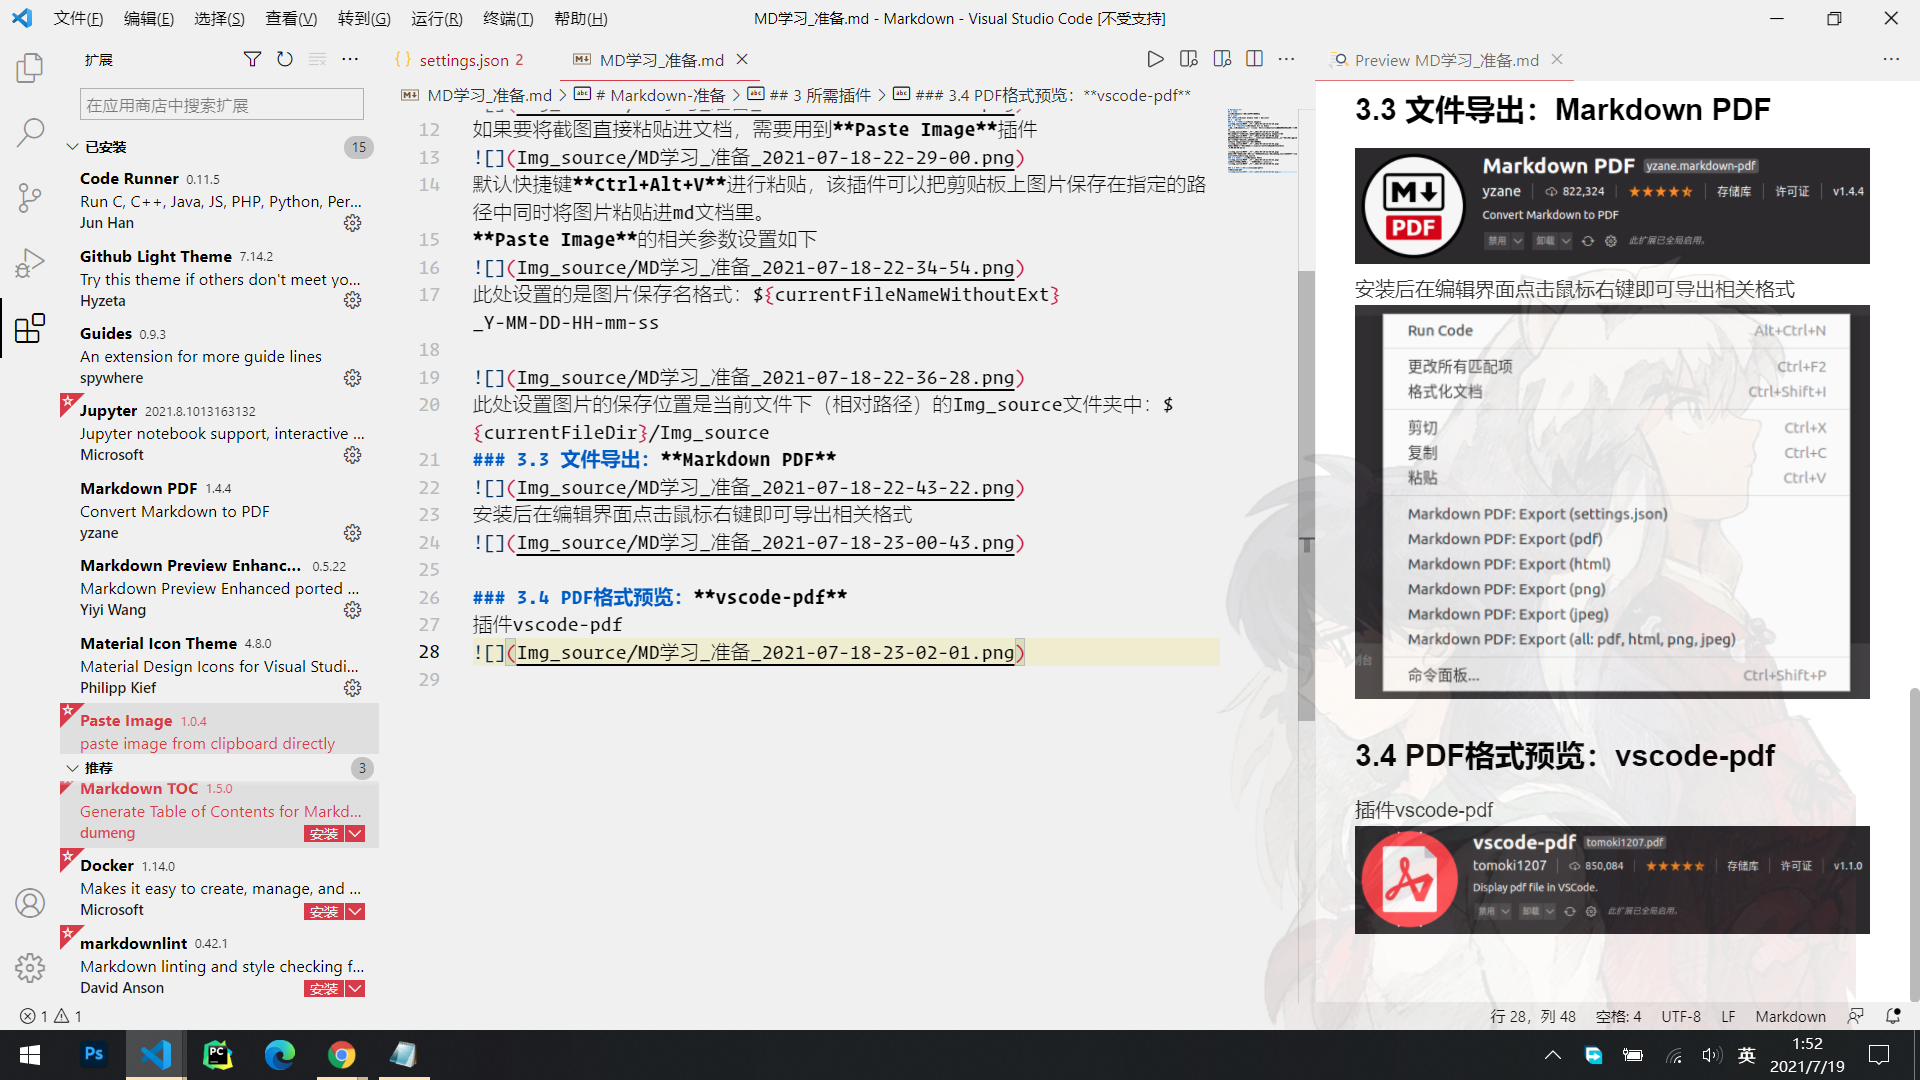 文件(F) 编辑(E) 选择(S) 查看(V) 转到(G) 运行(R) 终端(T) 帮助(H)
MD学习_准备.md - Markdown - Visual Studio Code [不受支持]
扩展
在应用商店中搜索扩展
已安装 15
Code Runner 0.11.5
Run C, C++, Java, JS, PHP, Python, Per...
Jun Han
Github Light Theme 7.14.2
Try this theme if others don't meet yo...
Hyzeta
Guides 0.9.3
An extension for more guide lines
spywhere
Jupyter 2021.8.1013163132
Jupyter notebook support, interactive ...
Microsoft
Markdown PDF 1.4.4
Convert Markdown to PDF
yzane
Markdown Preview Enhanc... 0.5.22
Markdown Preview Enhanced ported ...
Yiyi Wang
Material Icon Theme 4.8.0
Material Design Icons for Visual Studi...
Philipp Kief
Paste Image 1.0.4
paste image from clipboard directly
推荐 3
Markdown TOC 1.5.0
Generate Table of Contents for Markd...
dumeng 安装
Docker 1.14.0
Makes it easy to create, manage, and ...
Microsoft 安装
markdownlint 0.42.1
Markdown linting and style checking f...
David Anson 安装
settings.json 2
MD学习_准备.md
MD学习_准备.md > # Markdown-准备 > ## 3 所需插件 > ### 3.4 PDF格式预览：**vscode-pdf**
12 如果要将截图直接粘贴进文档，需要用到**Paste Image**插件
13 ![](Img_source/MD学习_准备_2021-07-18-22-29-00.png)
14 默认快捷键**Ctrl+Alt+V**进行粘贴，该插件可以把剪贴板上图片保存在指定的路
径中同时将图片粘贴进md文档里。
15 **Paste Image**的相关参数设置如下
16 ![](Img_source/MD学习_准备_2021-07-18-22-34-54.png)
17 此处设置的是图片保存名格式：${currentFileNameWithoutExt}
_Y-MM-DD-HH-mm-ss
18
19 ![](Img_source/MD学习_准备_2021-07-18-22-36-28.png)
20 此处设置图片的保存位置是当前文件下（相对路径）的Img_source文件夹中：$
{currentFileDir}/Img_source
21 ### 3.3 文件导出：**Markdown PDF**
22 ![](Img_source/MD学习_准备_2021-07-18-22-43-22.png)
23 安装后在编辑界面点击鼠标右键即可导出相关格式
24 ![](Img_source/MD学习_准备_2021-07-18-23-00-43.png)
25
26 ### 3.4 PDF格式预览：**vscode-pdf**
27 插件vscode-pdf
28 ![](Img_source/MD学习_准备_2021-07-18-23-02-01.png)
29
Preview MD学习_准备.md
3.3 文件导出：Markdown PDF
M↓ PDF
Markdown PDF yzane.markdown-pdf
yzane 822,324 存储库 许可证 v1.4.4
Convert Markdown to PDF
禁用 卸载 此扩展已全局启用。
安装后在编辑界面点击鼠标右键即可导出相关格式
Run Code Alt+Ctrl+N
更改所有匹配项 Ctrl+F2
格式化文档 Ctrl+Shift+I
剪切 Ctrl+X
复制 Ctrl+C
粘贴 Ctrl+V
Markdown PDF: Export (settings.json)
Markdown PDF: Export (pdf)
Markdown PDF: Export (html)
Markdown PDF: Export (png)
Markdown PDF: Export (jpeg)
Markdown PDF: Export (all: pdf, html, png, jpeg)
命令面板... Ctrl+Shift+P
3.4 PDF格式预览：vscode-pdf
插件vscode-pdf
vscode-pdf tomoki1207.pdf
tomoki1207 850,084 存储库 许可证 v1.1.0
Display pdf file in VSCode.
禁用 卸载 此扩展已全局启用。
1 1
行 28，列 48 空格: 4 UTF-8 LF Markdown
Ps PC
英
1:52
2021/7/19